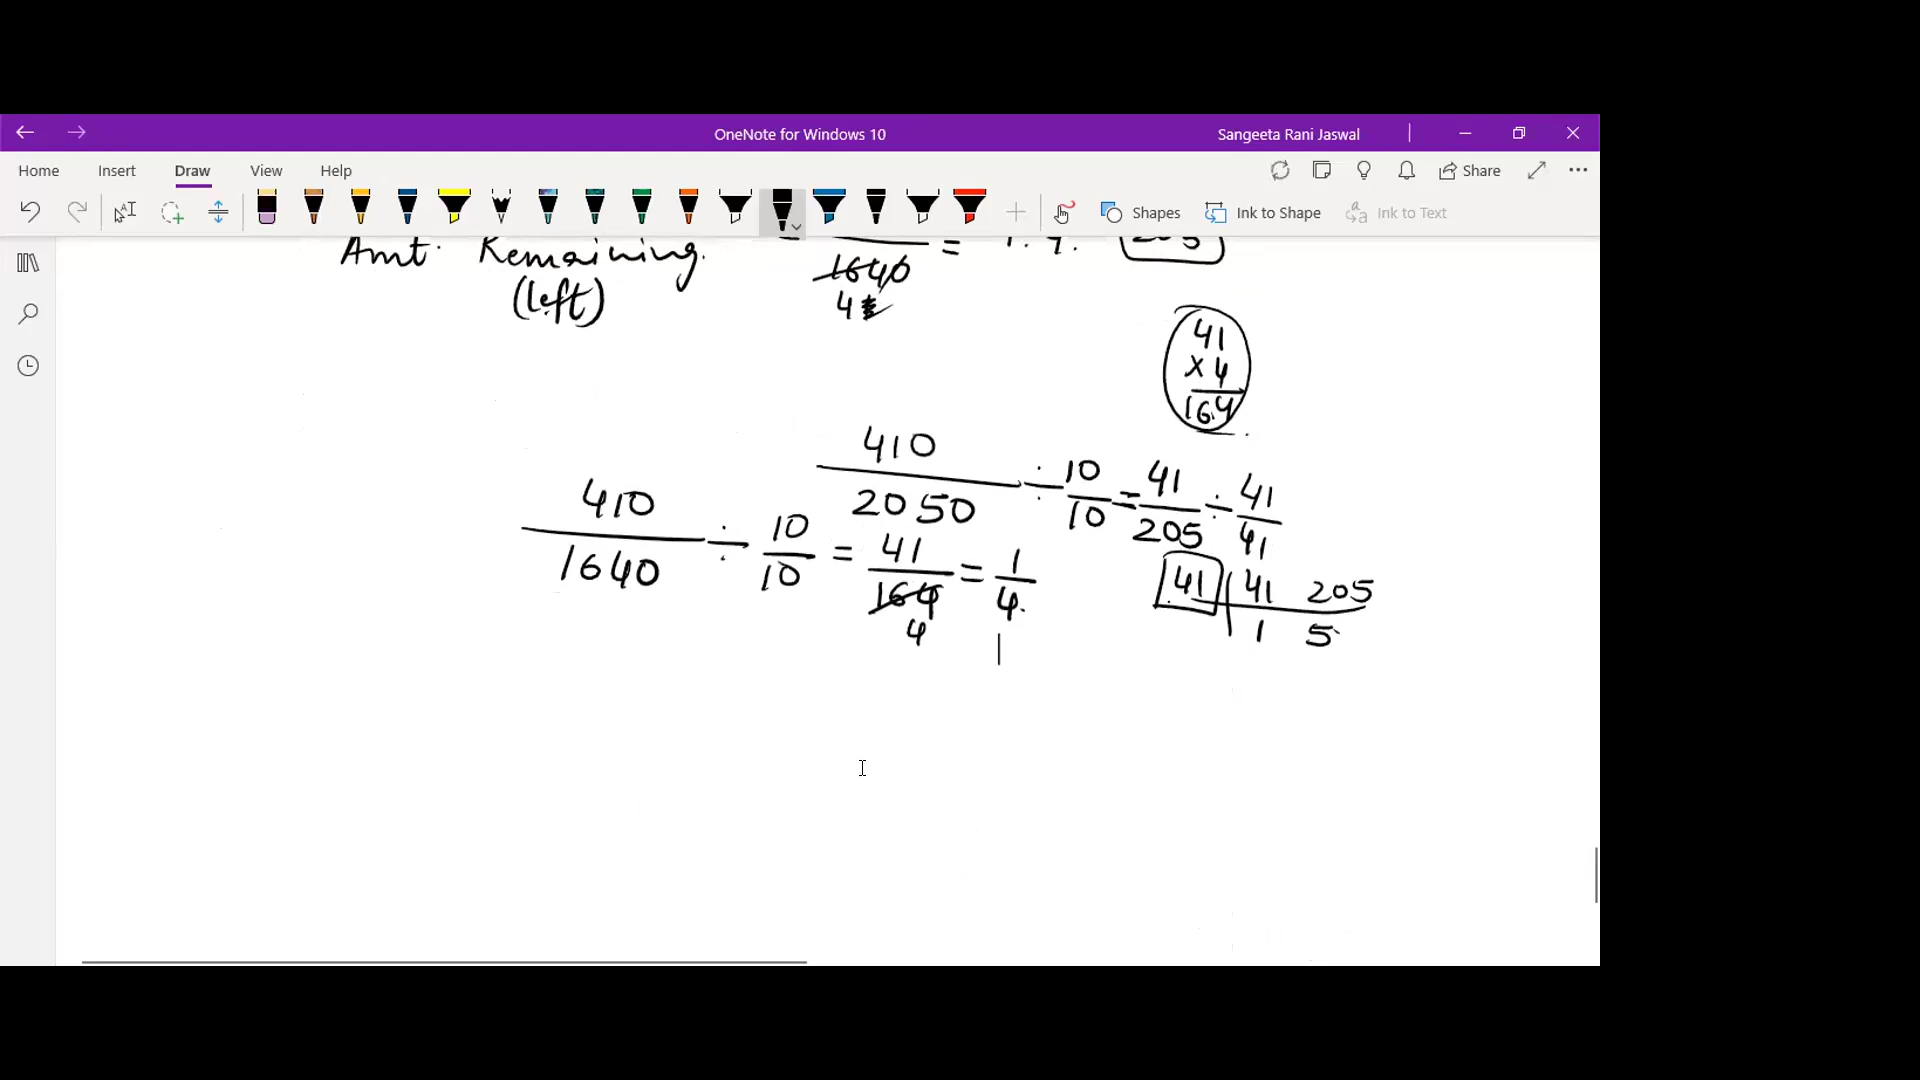 OneNote for Windows 10
Sangeeta Rani Jaswal
Home Insert Draw View Help
Share
Shapes Ink to Shape Ink to Text
Amt. Remaining.
(left)
1640 =
4
205
41
× 4
164
410/2050 ÷ 10/10 = 41/205 ÷ 41/41
410/1640 ÷ 10/10 = 41/164 = 1/4
4
41 | 41 205
1 5